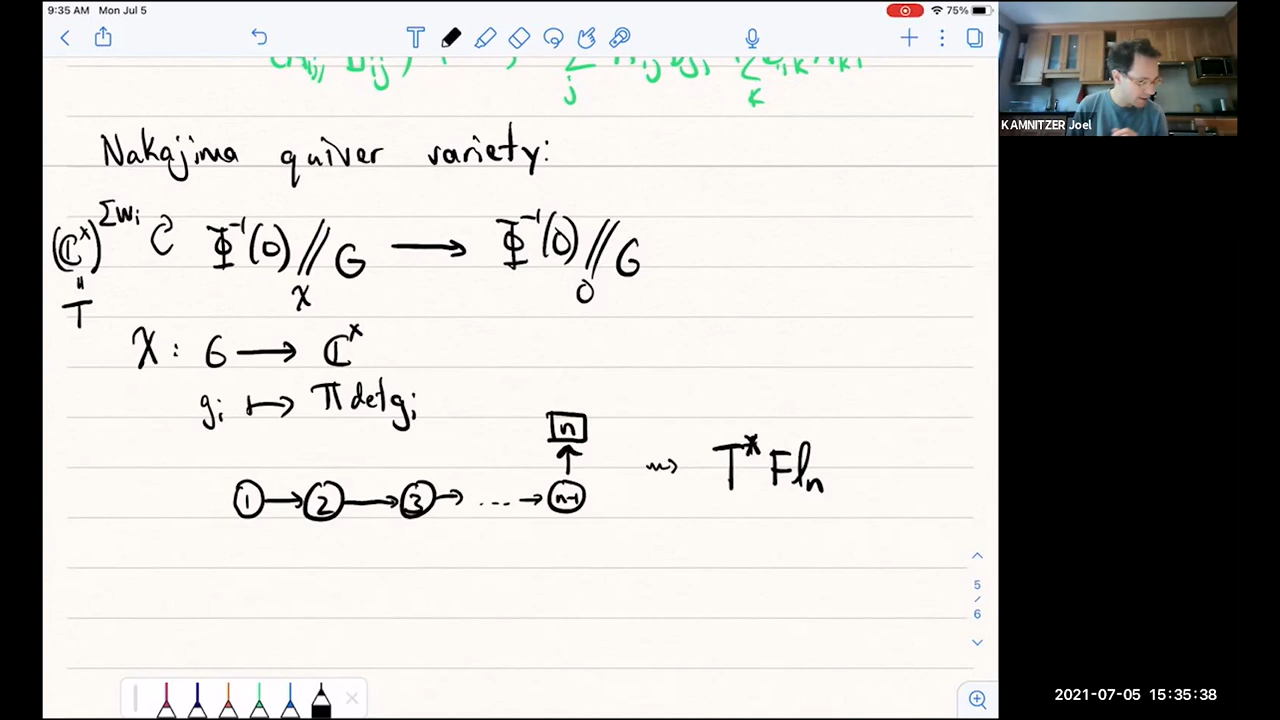 9:35 AM Mon Jul 5
75%
KAMNITZER Joel
j
k
Nakajima quiver variety:
(ℂ^×)^{Σw_i} ↻ Φ^{-1}(0) //_χ G ⟶ Φ^{-1}(0) //_0 G
"
T
χ : G ⟶ ℂ^×
g_i ↦ Π det g_i
n
1 → 2 → 3 → ... → n-1 ⇝ T^* Fl_n
5
/
6
2021-07-05 15:35:38